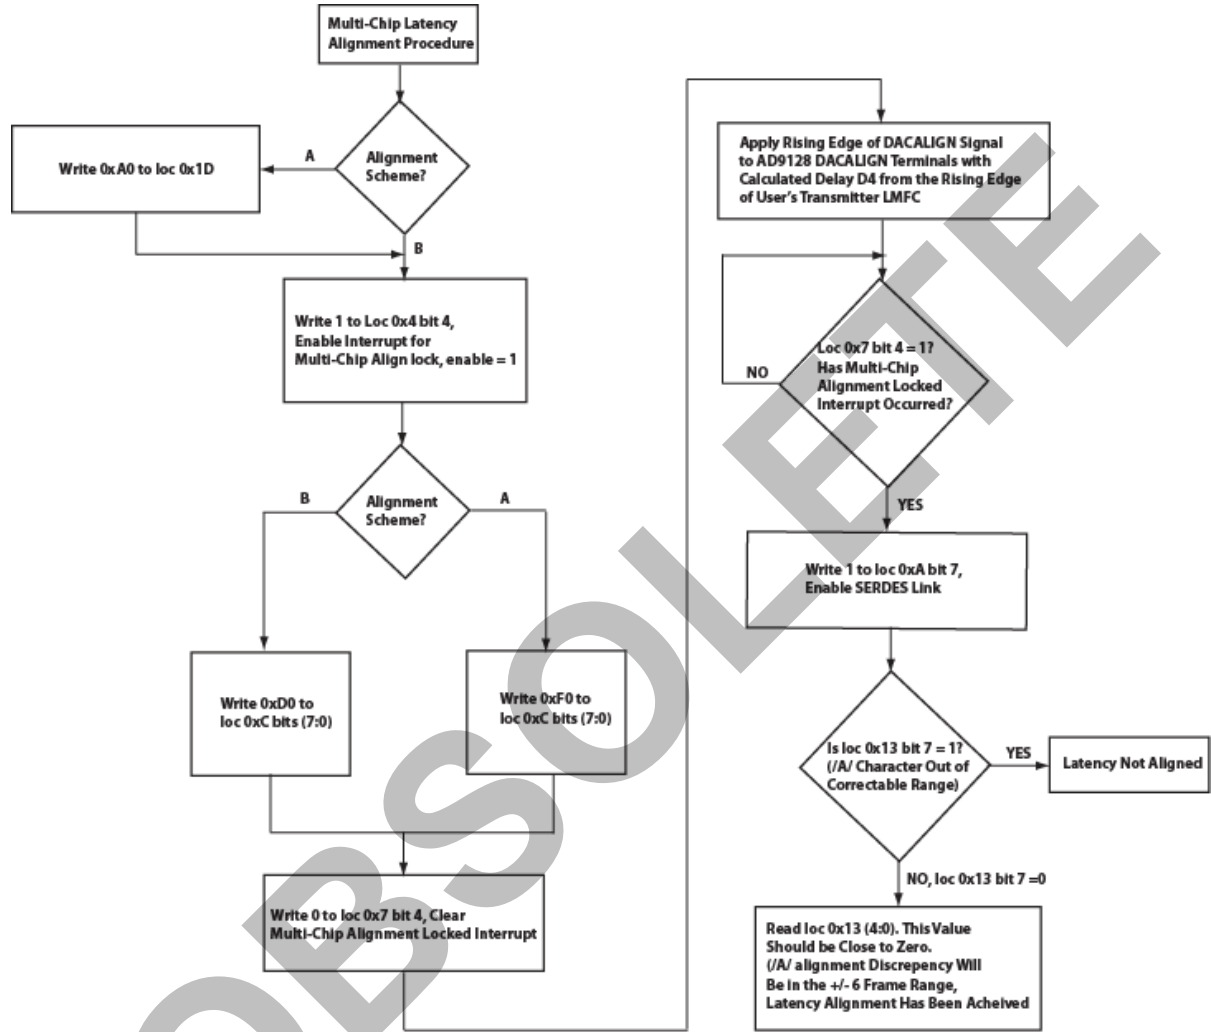 Multi-Chip Latency
Alignment Procedure
Alignment
Scheme?
A
Write 0xA0 to loc 0x1D
B
Write 1 to Loc 0x4 bit 4,
Enable Interrupt for
Multi-Chip Align lock, enable = 1
Alignment
Scheme?
B
A
Write 0xD0 to
loc 0xC bits (7:0)
Write 0xF0 to
loc 0xC bits (7:0)
Write 0 to loc 0x7 bit 4, Clear
Multi-Chip Alignment Locked Interrupt
Apply Rising Edge of DACALIGN Signal
to AD9128 DACALIGN Terminals with
Calculated Delay D4 from the Rising Edge
of User's Transmitter LMFC
Loc 0x7 bit 4 = 1?
Has Multi-Chip
Alignment Locked
Interrupt Occurred?
NO
YES
Write 1 to loc 0xA bit 7,
Enable SERDES Link
Is loc 0x13 bit 7 = 1?
(/A/ Character Out of
Correctable Range)
YES
Latency Not Aligned
NO, loc 0x13 bit 7 =0
Read loc 0x13 (4:0). This Value
Should be Close to Zero.
(/A/ alignment Discrepency Will
Be in the +/- 6 Frame Range,
Latency Alignment Has Been Acheived
OBSOLETE